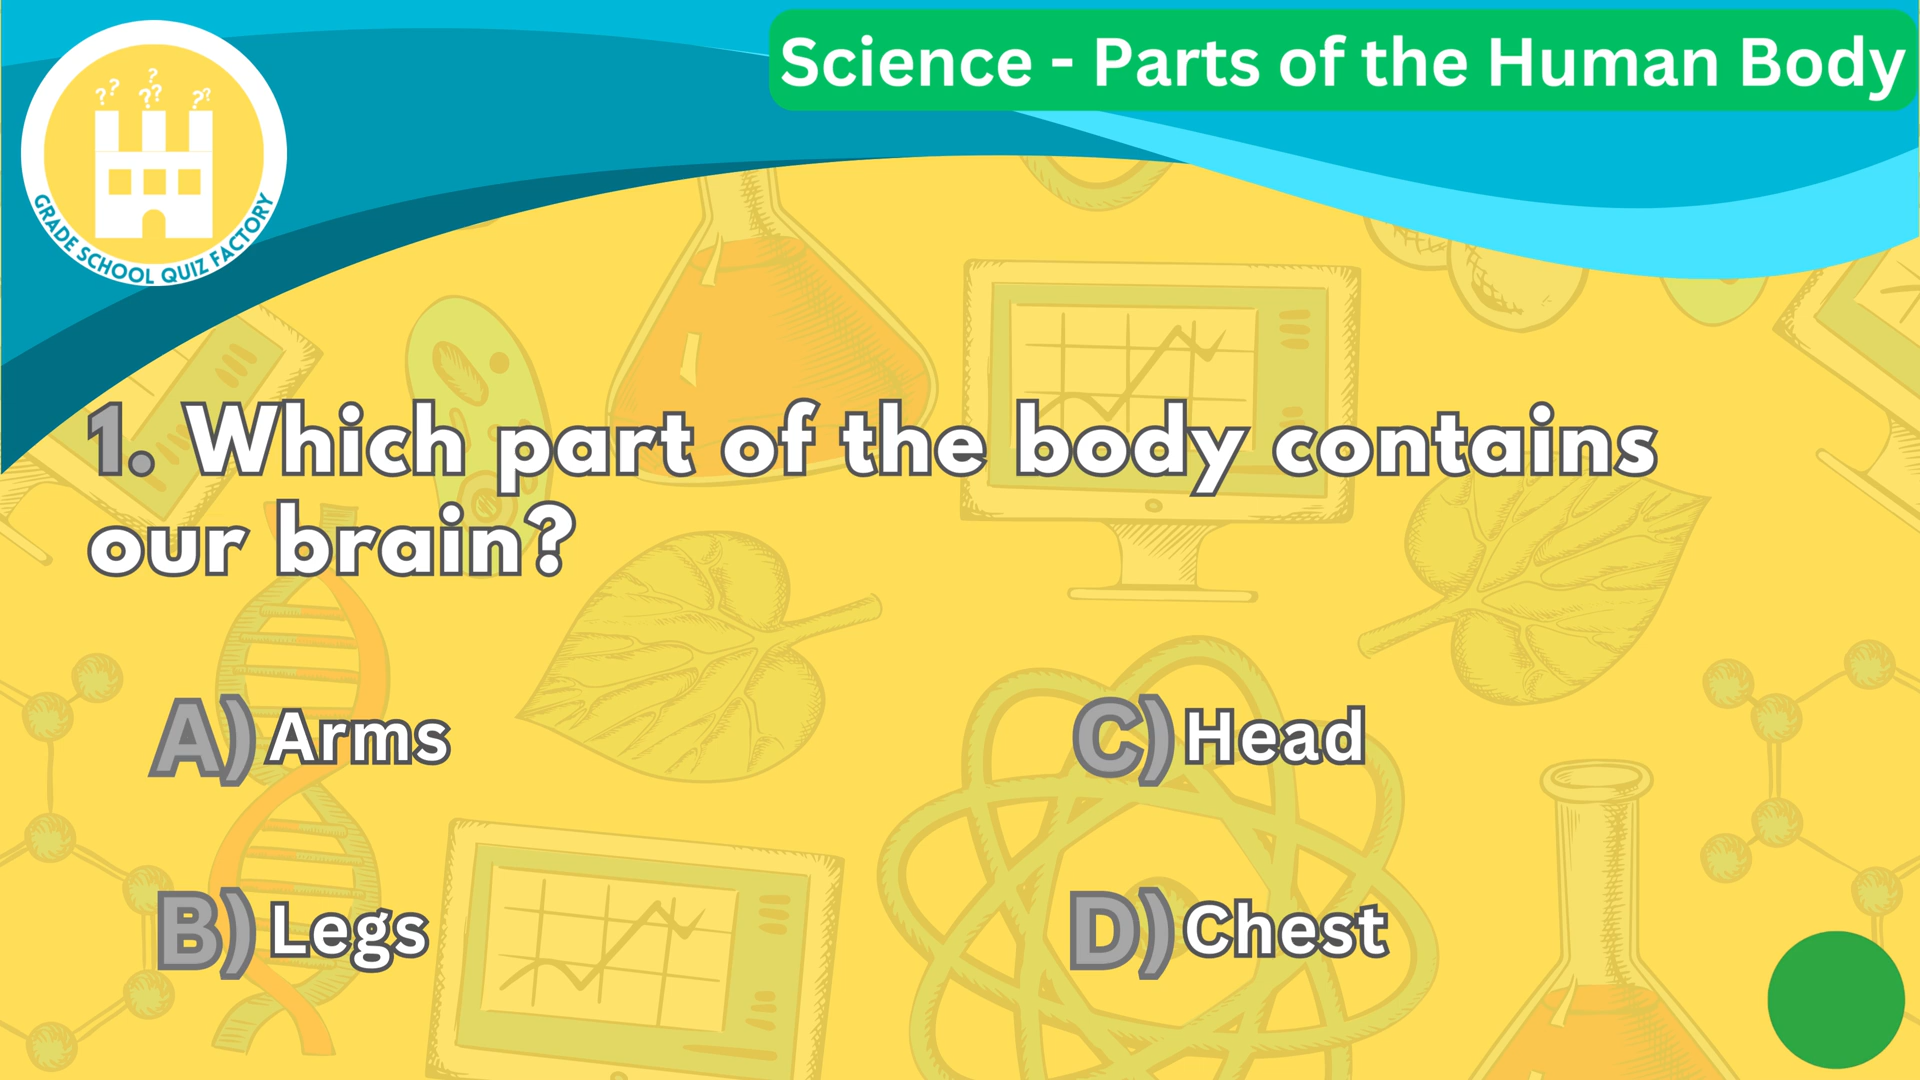 Science - Parts of the Human Body
?? ?? ? ??
GRADE SCHOOL QUIZ FACTORY
1. Which part of the body contains
our brain?
A) Arms
B) Legs
C) Head
D) Chest